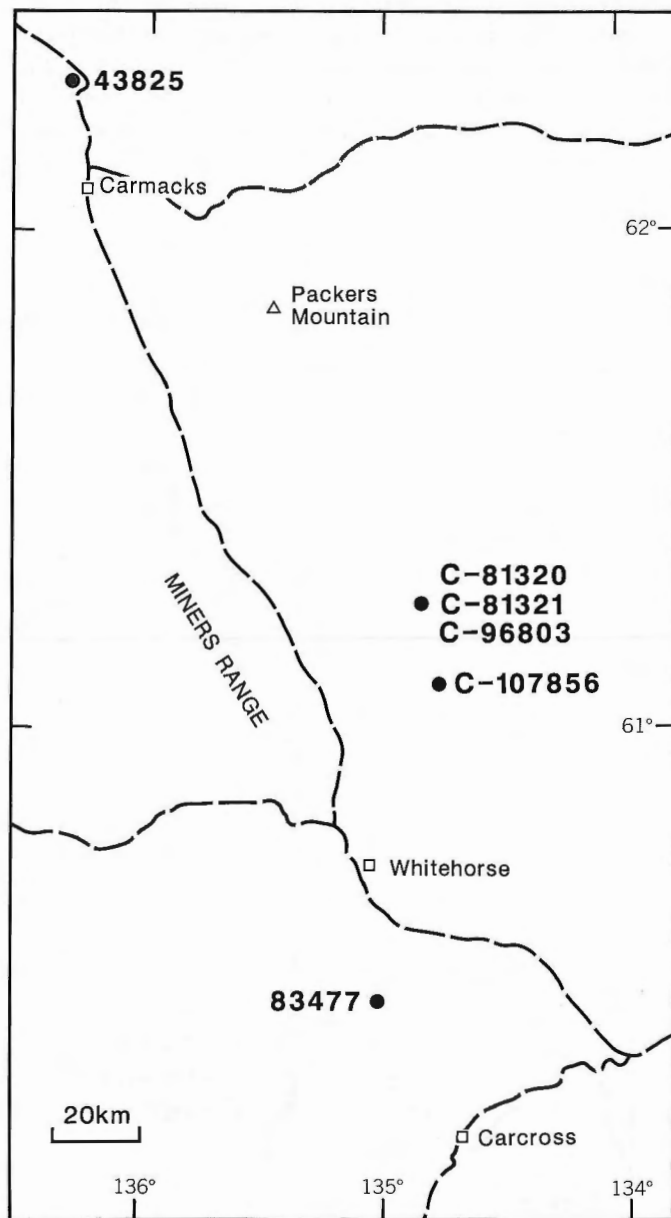 43825
Carmacks
62°
Packers
Mountain
C-81320
C-81321
C-96803
MINERS RANGE
C-107856
61°
Whitehorse
83477
20km
Carcross
136°
135°
134°